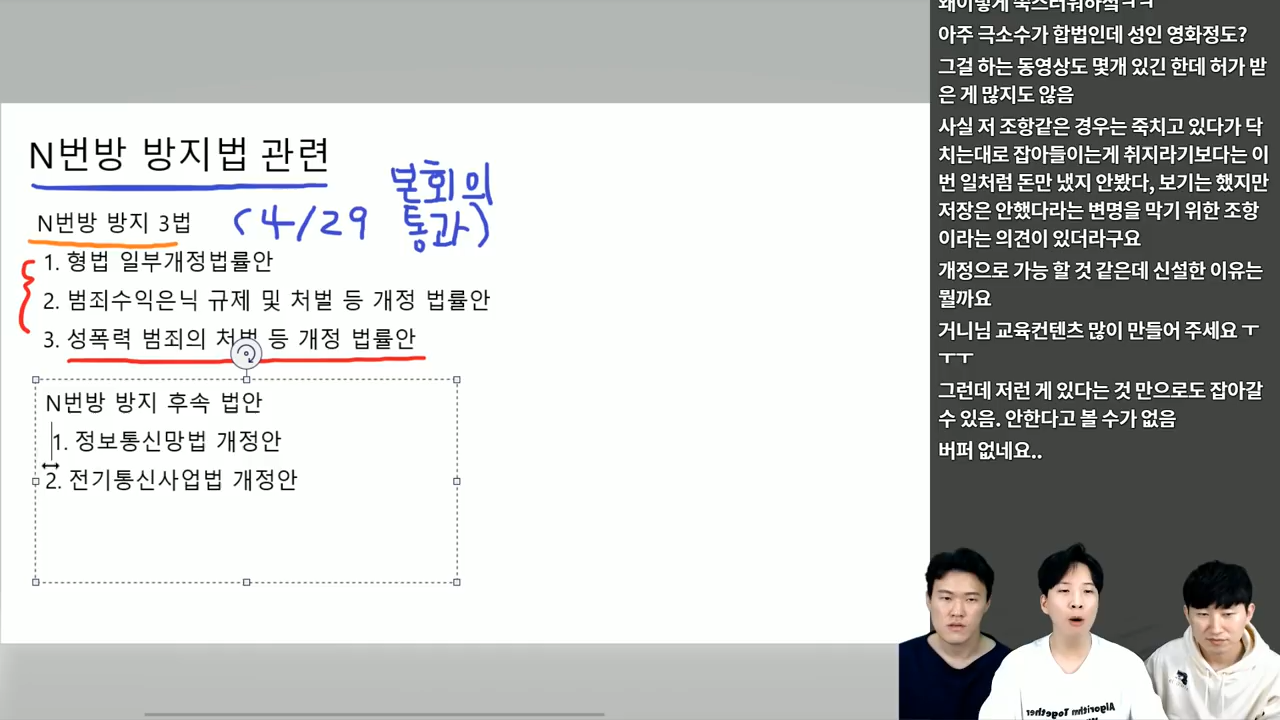 N번방 방지법 관련
본회의
N번방 방지 3법 (4/29 통과)
1. 형법 일부개정법률안
2. 범죄수익은닉 규제 및 처벌 등 개정 법률안
3. 성폭력 범죄의 처벌 등 개정 법률안
N번방 방지 후속 법안
1. 정보통신망법 개정안
2. 전기통신사업법 개정안
아주 극소수가 합법인데 성인 영화정도?
그걸 하는 동영상도 몇개 있긴 한데 허가 받
은 게 많지도 않음
사실 저 조항같은 경우는 죽치고 있다가 닥
치는대로 잡아들이는게 취지라기보다는 이
번 일처럼 돈만 냈지 안봤다, 보기는 했지만
저장은 안했다라는 변명을 막기 위한 조항
이라는 의견이 있더라구요
개정으로 가능 할 것 같은데 신설한 이유는
뭘까요
거니님 교육컨텐츠 많이 만들어 주세요 ㅜ
ㅜㅜ
그런데 저런 게 있다는 것 만으로도 잡아갈
수 있음. 안한다고 볼 수가 없음
버퍼 없네요..
Algorithm Together